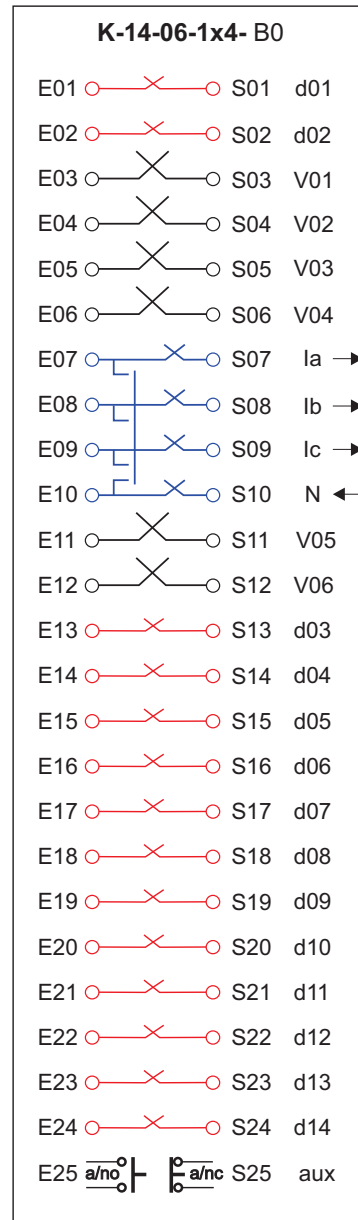 K-14-06-1x4- B0
E01 S01 d01
E02 S02 d02
E03 S03 V01
E04 S04 V02
E05 S05 V03
E06 S06 V04
E07 S07 Ia
E08 S08 Ib
E09 S09 Ic
E10 S10 N
E11 S11 V05
E12 S12 V06
E13 S13 d03
E14 S14 d04
E15 S15 d05
E16 S16 d06
E17 S17 d07
E18 S18 d08
E19 S19 d09
E20 S20 d10
E21 S21 d11
E22 S22 d12
E23 S23 d13
E24 S24 d14
E25 a/no a/nc S25 aux